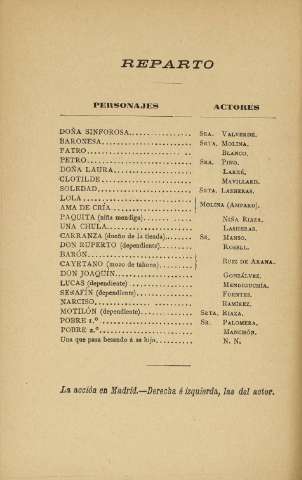 REPARTO
PERSONAJES ACTORES
DOÑA SINFOROSA SRA. VALVERDE.
BARONESA SRTA. MOLINA.
PATRO BLANCO.
PETRO SRA. PINO.
DOÑA LAURA LARRÉ.
CLOTILDE MAVILLARD.
SOLEDAD SRTA. LASHERAS.
LOLA
AMA DE CRÍA MOLINA (AMPARO).
PAQUITA (niña mendiga) NIÑA RIAZA.
UNA CHULA LASHERAS.
CARRANZA (dueño de la tienda) SR. MANSO.
DON RUPERTO (dependiente) ROSELL.
BARÓN
CAYETANO (mozo de tahona) RUIZ DE ARANA.
DON JOAQUÍN GONZÁLVEZ.
LUCAS (dependiente) MENDIGUCHÍA.
SERAFÍN (dependiente) FUENTES.
NARCISO RAMÍREZ.
MOTILÓN (dependiente) SRTA. RIAZA.
POBRE 1.º SR. PALOMERA.
POBRE 2.º MANCHÓN.
Una que pasa besando á su hijo N. N.
La acción en Madrid.—Derecha é izquierda, las del actor.